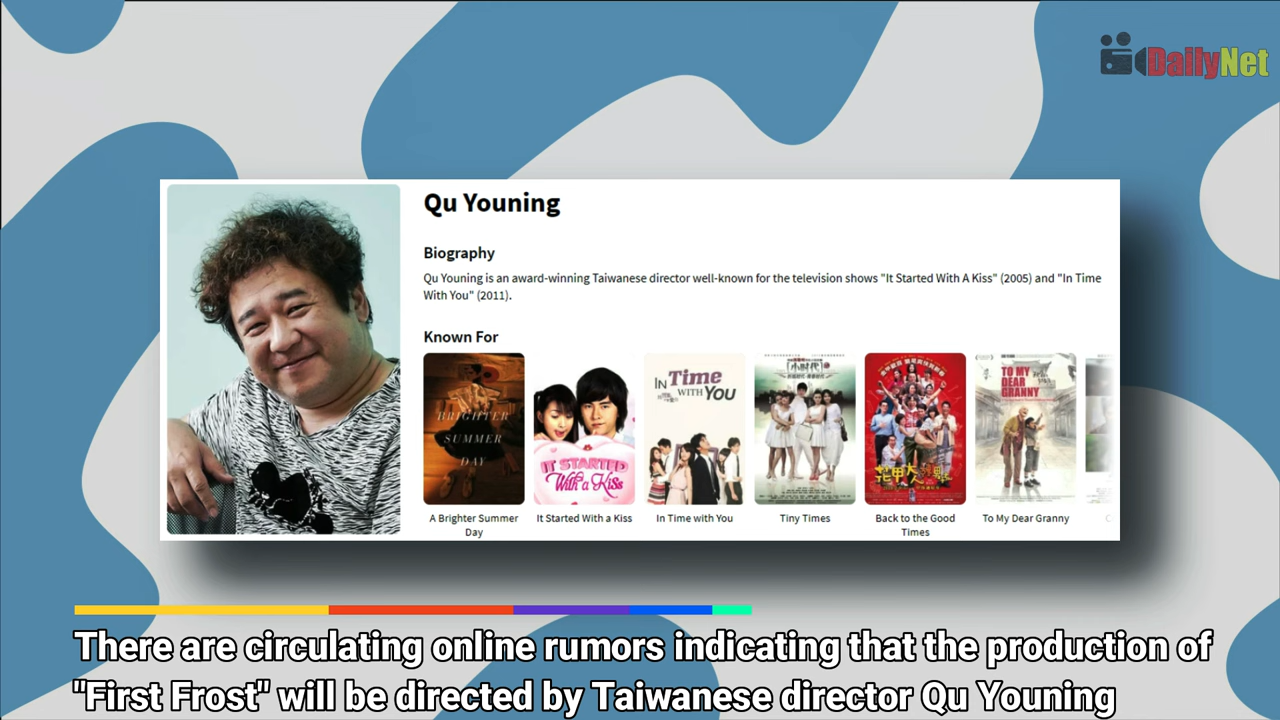 DailyNet
Qu Youning
Biography
Qu Youning is an award-winning Taiwanese director well-known for the television shows "It Started With A Kiss" (2005) and "In Time
With You" (2011).
Known For
A BRIGHTER
SUMMER
DAY
IT STARTED
With a Kiss
IN Time
WITH YOU
小时代
TO MY
DEAR
GRANNY
A Brighter Summer
Day
It Started With a Kiss
In Time with You
Tiny Times
Back to the Good
Times
To My Dear Granny
There are circulating online rumors indicating that the production of
"First Frost" will be directed by Taiwanese director Qu Youning